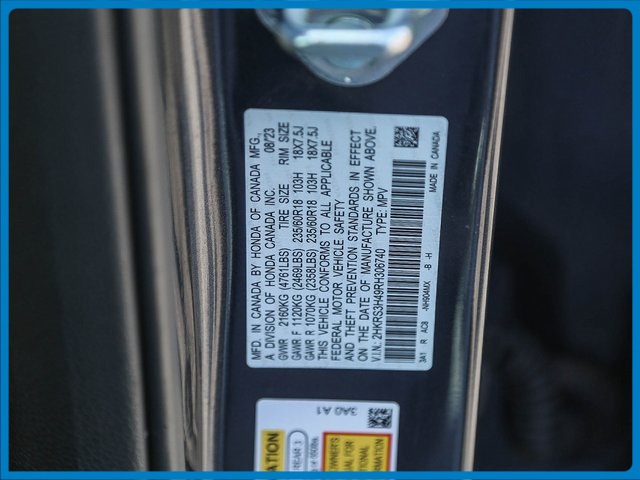 MFD. IN CANADA BY HONDA OF CANADA MFG.,
A DIVISION OF HONDA CANADA INC. 08/23
GVWR 2160KG (4761LBS) TIRE SIZE RIM SIZE
GAWR F 1120KG (2469LBS) 235/60R18 103H 18X7.5J
GAWR R 1070KG (2358LBS) 235/60R18 103H 18X7.5J
THIS VEHICLE CONFORMS TO ALL APPLICABLE
FEDERAL MOTOR VEHICLE SAFETY
AND THEFT PREVENTION STANDARDS IN EFFECT
ON THE DATE OF MANUFACTURE SHOWN ABOVE.
V.I.N: 2HKRS3H49RH306740 TYPE: MPV
3A1 R AC8 -NH904MX -B -H MADE IN CANADA
3A0 A1